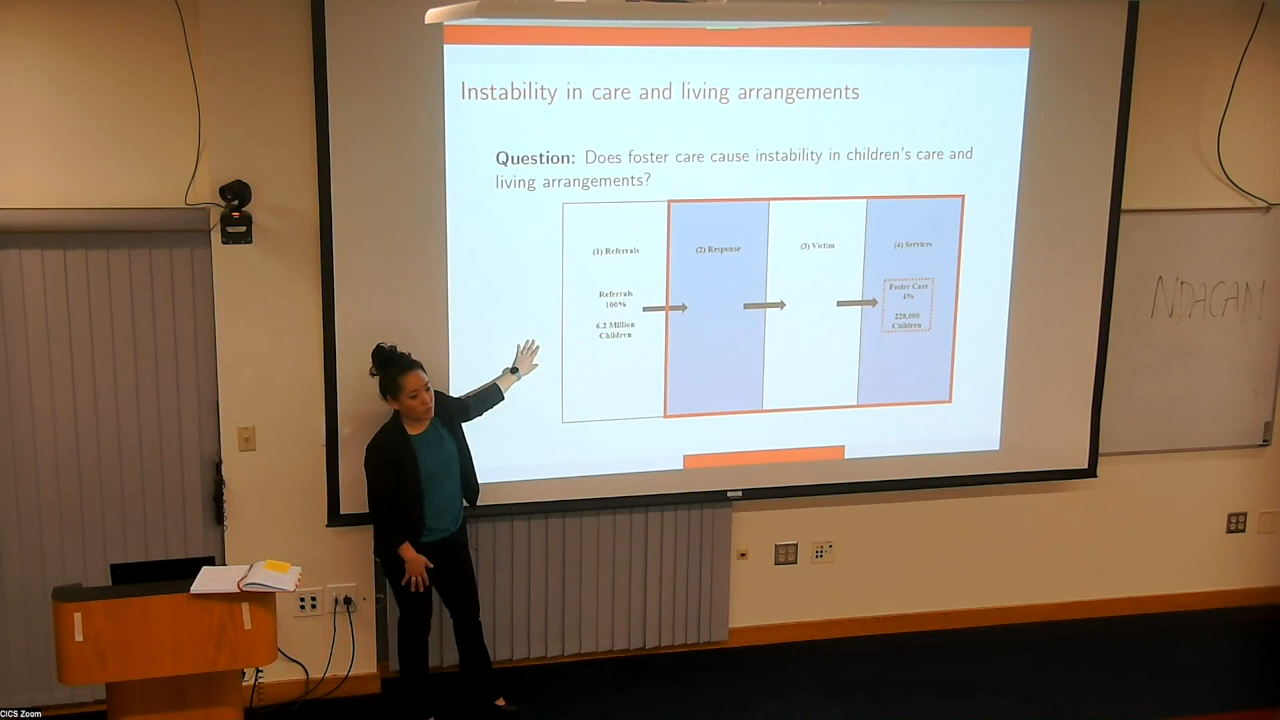 Instability in care and living arrangements
Question: Does foster care cause instability in children's care and
living arrangements?
(1) Referrals
(2) Response
(3) Victim
(4) Services
Referrals
100%
6.2 Million
Children
Foster Care
4%
228,000
Children
NDACAN
CICS Zoom